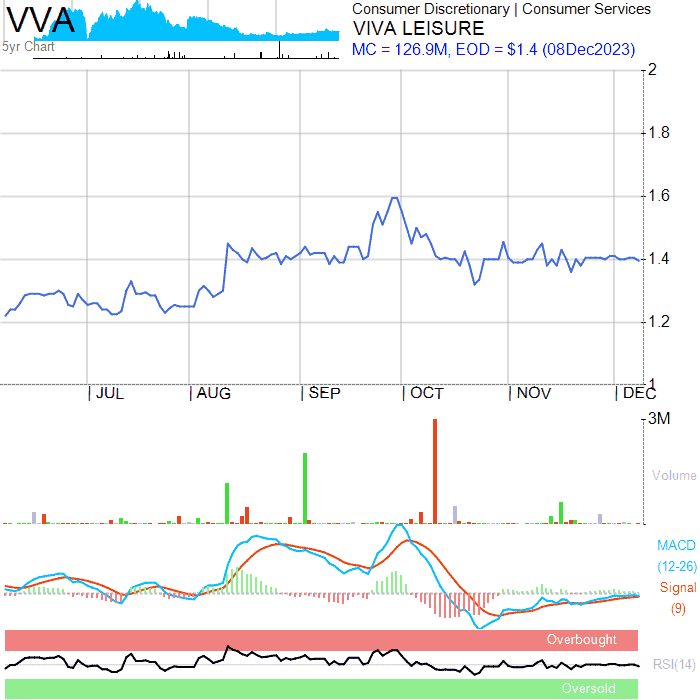 VVA
5yr Chart
Consumer Discretionary | Consumer Services
VIVA LEISURE
MC = 126.9M, EOD = $1.4 (08Dec2023)
2
1.8
1.6
1.4
1.2
1
JUL AUG SEP OCT NOV DEC
3M
Volume
MACD
(12-26)
Signal
(9)
Overbought
RSI(14)
Oversold